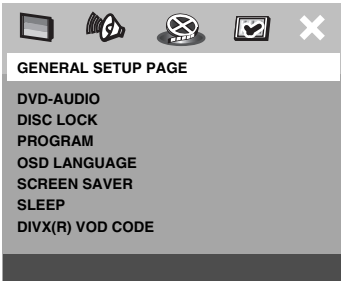 GENERAL SETUP PAGE
DVD-AUDIO
DISC LOCK
PROGRAM
OSD LANGUAGE
SCREEN SAVER
SLEEP
DIVX(R) VOD CODE